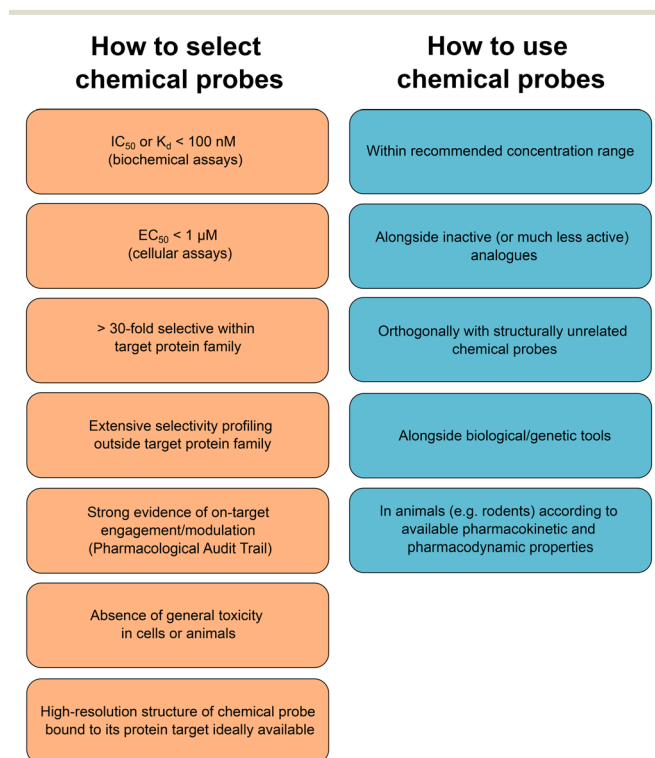 How to select
chemical probes
IC₅₀ or K_d < 100 nM
(biochemical assays)
EC₅₀ < 1 µM
(cellular assays)
> 30-fold selective within
target protein family
Extensive selectivity profiling
outside target protein family
Strong evidence of on-target
engagement/modulation
(Pharmacological Audit Trail)
Absence of general toxicity
in cells or animals
High-resolution structure of chemical probe
bound to its protein target ideally available
How to use
chemical probes
Within recommended concentration range
Alongside inactive (or much less active)
analogues
Orthogonally with structurally unrelated
chemical probes
Alongside biological/genetic tools
In animals (e.g. rodents) according to
available pharmacokinetic and
pharmacodynamic properties